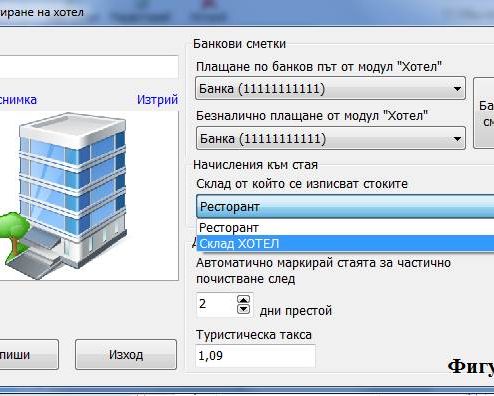 тиране на хотел
снимка
Изтрий
пиши
Изход
Банкови сметки
Плащане по банков път от модул "Хотел"
Банка (11111111111)
Безналично плащане от модул "Хотел"
Банка (11111111111)
Ба
см
Начисления към стая
Склад от който се изписват стоките
Ресторант
Ресторант
Склад ХОТЕЛ
Автоматично маркирай стаята за частично
почистване след
2 дни престой
Туристическа такса
1,09
Фигу